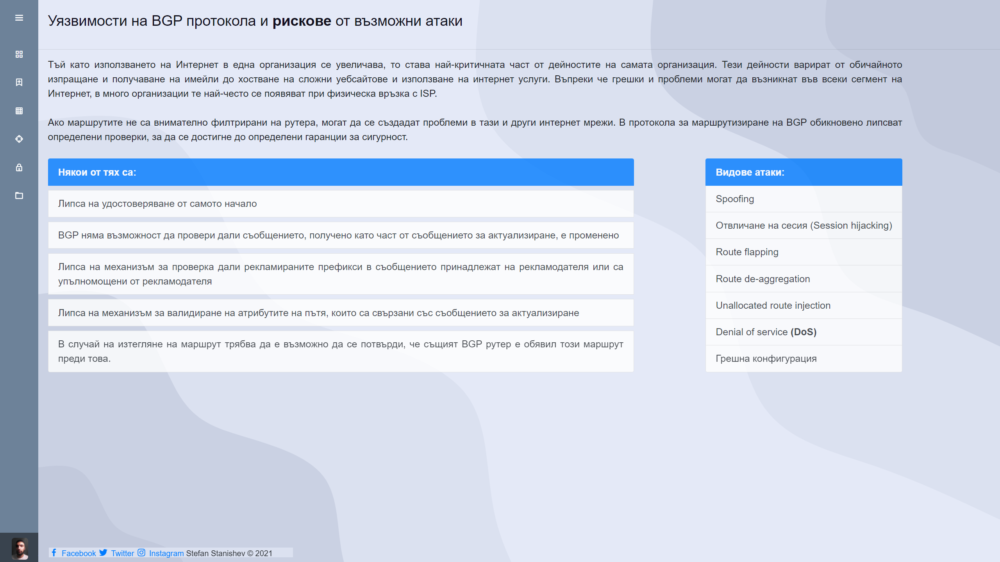 Уязвимости на BGP протокола и рискове от възможни атаки
Тъй като използването на Интернет в една организация се увеличава, то става най-критичната част от дейностите на самата организация. Тези дейности варират от обичайното
изпращане и получаване на имейли до хостване на сложни уебсайтове и използване на интернет услуги. Въпреки че грешки и проблеми могат да възникнат във всеки сегмент на
Интернет, в много организации те най-често се появяват при физическа връзка с ISP.
Ако маршрутите не са внимателно филтрирани на рутера, могат да се създадат проблеми в тази и други интернет мрежи. В протокола за маршрутизиране на BGP обикновено липсват
определени проверки, за да се достигне до определени гаранции за сигурност.
Някои от тях са:
Липса на удостоверяване от самото начало
BGP няма възможност да провери дали съобщението, получено като част от съобщението за актуализиране, е променено
Липса на механизъм за проверка дали рекламираните префикси в съобщението принадлежат на рекламодателя или са
упълномощени от рекламодателя
Липса на механизъм за валидиране на атрибутите на пътя, които са свързани със съобщението за актуализиране
В случай на изтегляне на маршрут трябва да е възможно да се потвърди, че същият BGP рутер е обявил този маршрут
преди това.
Видове атаки:
Spoofing
Отвличане на сесия (Session hijacking)
Route flapping
Route de-aggregation
Unallocated route injection
Denial of service (DoS)
Грешна конфигурация
Facebook Twitter Instagram Stefan Stanishev © 2021